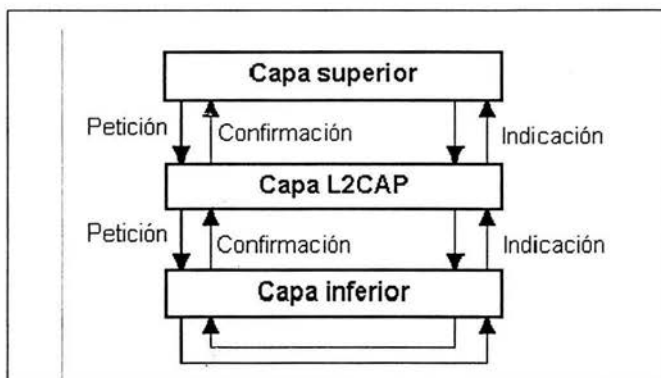 Capa superior
Petición
Confirmación
Indicación
Capa L2CAP
Petición
Confirmación
Indicación
Capa inferior